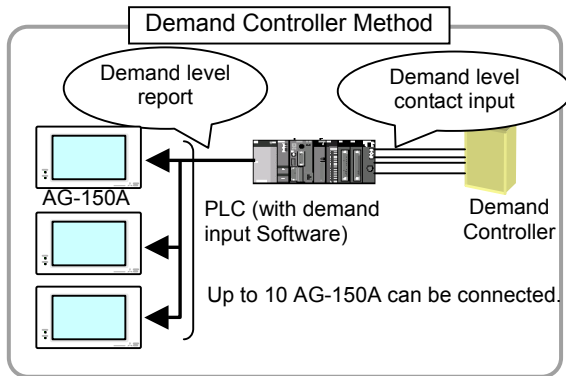 Demand Controller Method
Demand level
report
Demand level
contact input
AG-150A
PLC (with demand
input Software)
Demand
Controller
Up to 10 AG-150A can be connected.